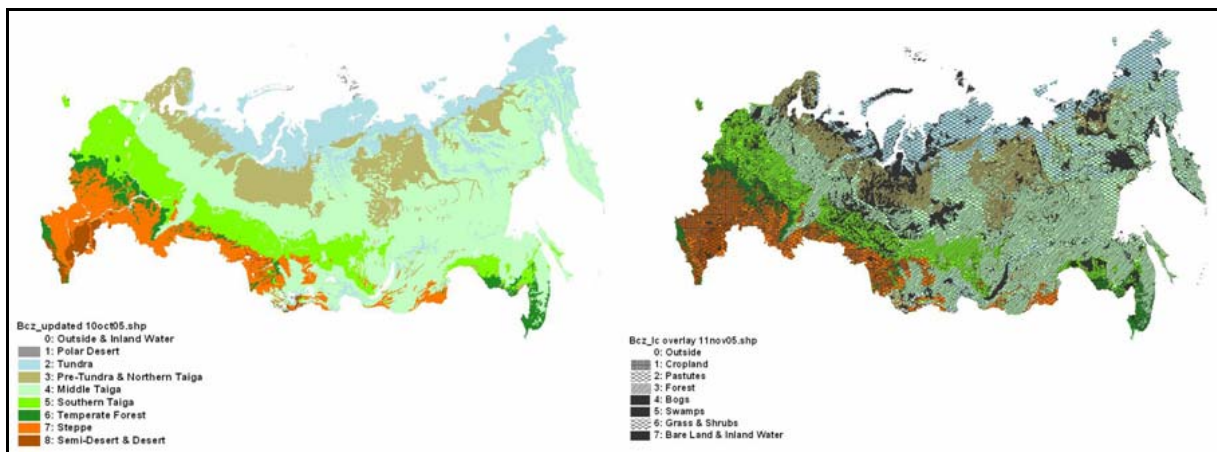 Bcz_updated 10oct05.shp
0: Outside & Inland Water
1: Polar Desert
2: Tundra
3: Pre-Tundra & Northern Taiga
4: Middle Taiga
5: Southern Taiga
6: Temperate Forest
7: Steppe
8: Semi-Desert & Desert
Bcz_lc overlay 11nov05.shp
0: Outside
1: Cropland
2: Pastutes
3: Forest
4: Bogs
5: Swamps
6: Grass & Shrubs
7: Bare Land & Inland Water